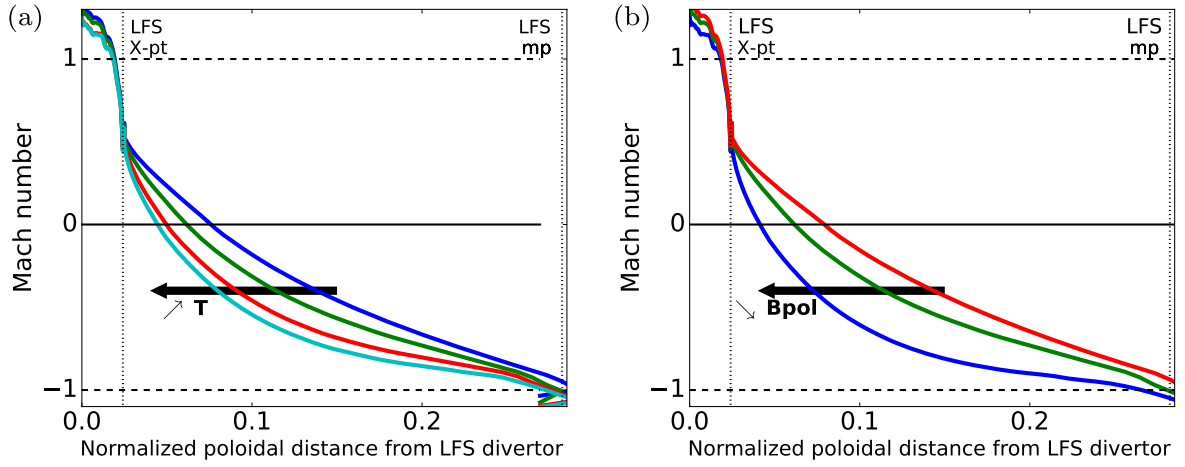 (a)
LFS
X-pt
LFS
mp
1
0
−1
Mach number
↗ T
0.0
0.1
0.2
Normalized poloidal distance from LFS divertor
(b)
LFS
X-pt
LFS
mp
1
0
−1
Mach number
↘ Bpol
0.0
0.1
0.2
Normalized poloidal distance from LFS divertor